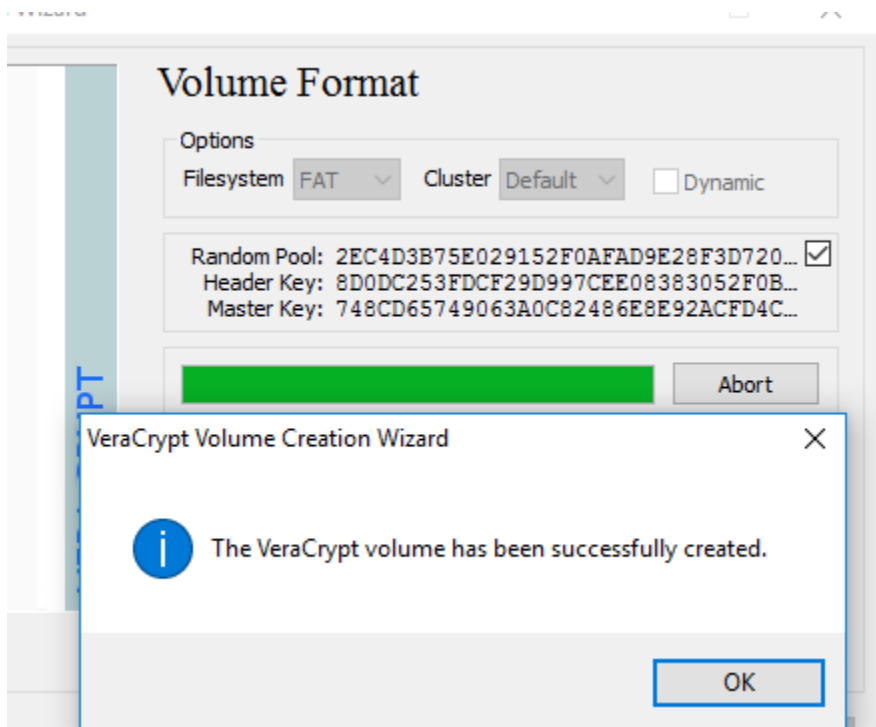 Wizard
Volume Format
Options
Filesystem FAT Cluster Default Dynamic
Random Pool: 2EC4D3B75E029152F0AFAD9E28F3D720...
Header Key: 8D0DC253FDCF29D997CEE08383052F0B...
Master Key: 748CD65749063A0C82486E8E92ACFD4C...
Abort
VeraCrypt Volume Creation Wizard
The VeraCrypt volume has been successfully created.
OK